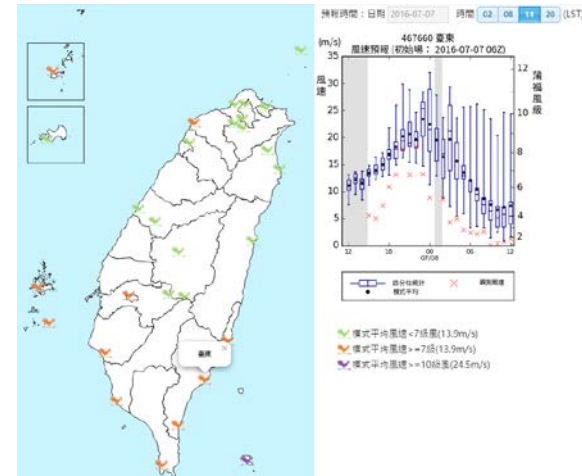 預報時間：日期 2016-07-07 時間 02 08 14 20 (LST)
467660 臺東
風速預報 (初始場： 2016-07-07 06Z)
(m/s)
風速
蒲福風級
35
30
25
20
15
10
5
0
12
10
8
6
4
2
12
18
00
07/08
06
12
四分位統計
模式平均
觀測風速
臺東
模式平均風速<7級風(13.9m/s)
模式平均風速>=7級(13.9m/s)
模式平均風速>=10級風(24.5m/s)